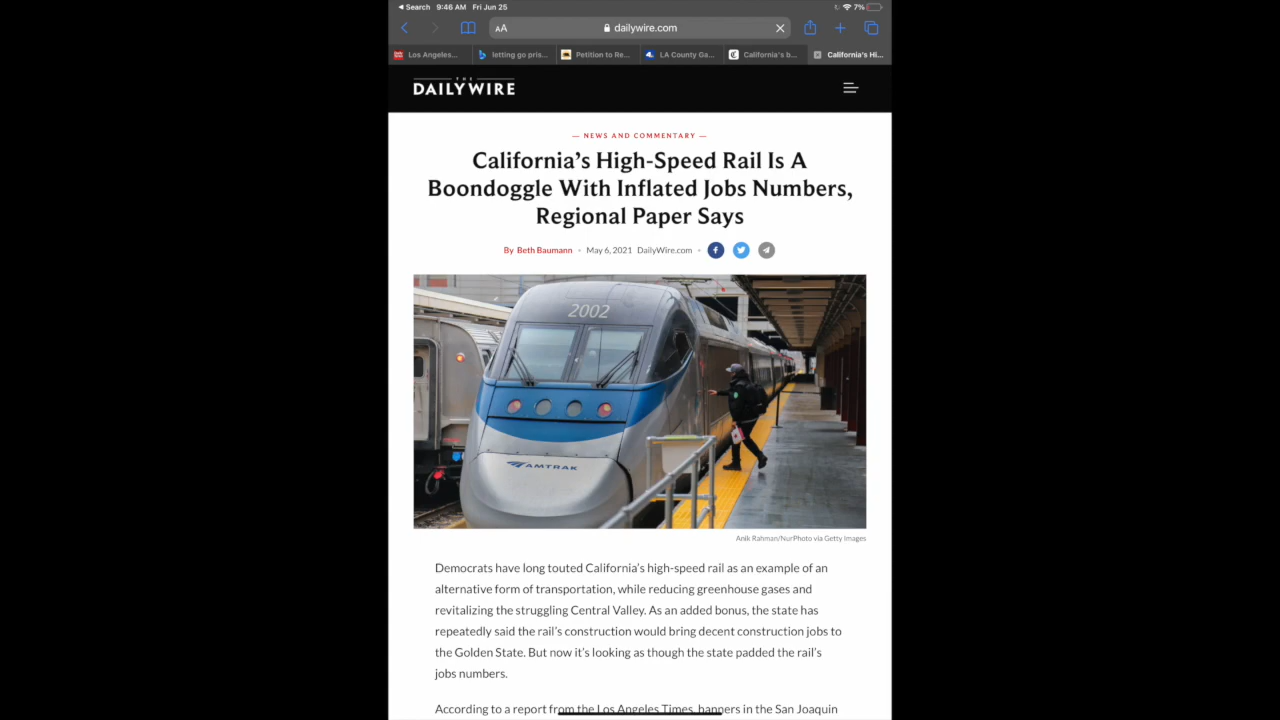 Search 9:46 AM Fri Jun 25 7%
AA dailywire.com
Los Angeles... letting go pris... Petition to Re... LA County Ga... California's b... California's Hi...
THE
DAILYWIRE
— NEWS AND COMMENTARY —
California's High-Speed Rail Is A
Boondoggle With Inflated Jobs Numbers,
Regional Paper Says
By Beth Baumann • May 6, 2021 DailyWire.com •
2002
AMTRAK
Anik Rahman/NurPhoto via Getty Images
Democrats have long touted California's high-speed rail as an example of an
alternative form of transportation, while reducing greenhouse gases and
revitalizing the struggling Central Valley. As an added bonus, the state has
repeatedly said the rail's construction would bring decent construction jobs to
the Golden State. But now it's looking as though the state padded the rail's
jobs numbers.
According to a report from the Los Angeles Times, banners in the San Joaquin